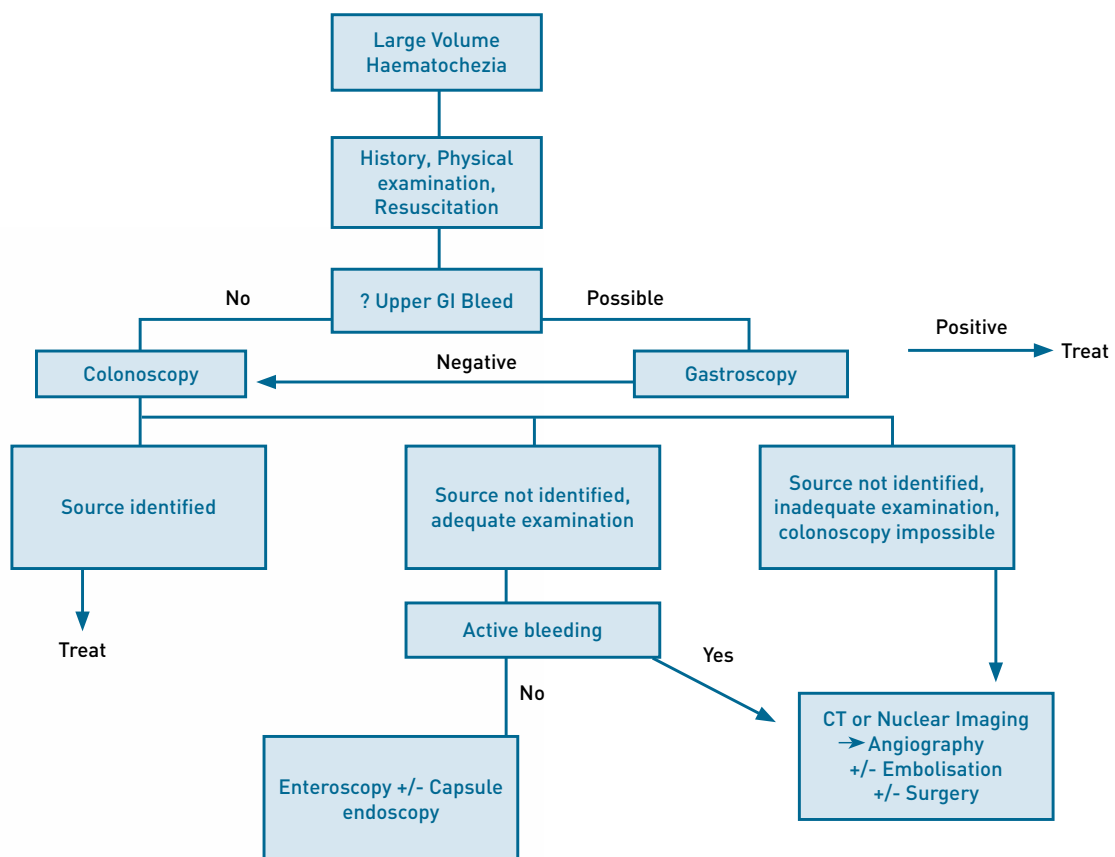 Large Volume
Haematochezia
History, Physical
examination,
Resuscitation
? Upper GI Bleed
No
Possible
Positive
Treat
Colonoscopy
Negative
Gastroscopy
Source identified
Source not identified,
adequate examination
Source not identified,
inadequate examination,
colonoscopy impossible
Treat
Active bleeding
Yes
No
CT or Nuclear Imaging
Angiography
+/- Embolisation
+/- Surgery
Enteroscopy +/- Capsule
endoscopy